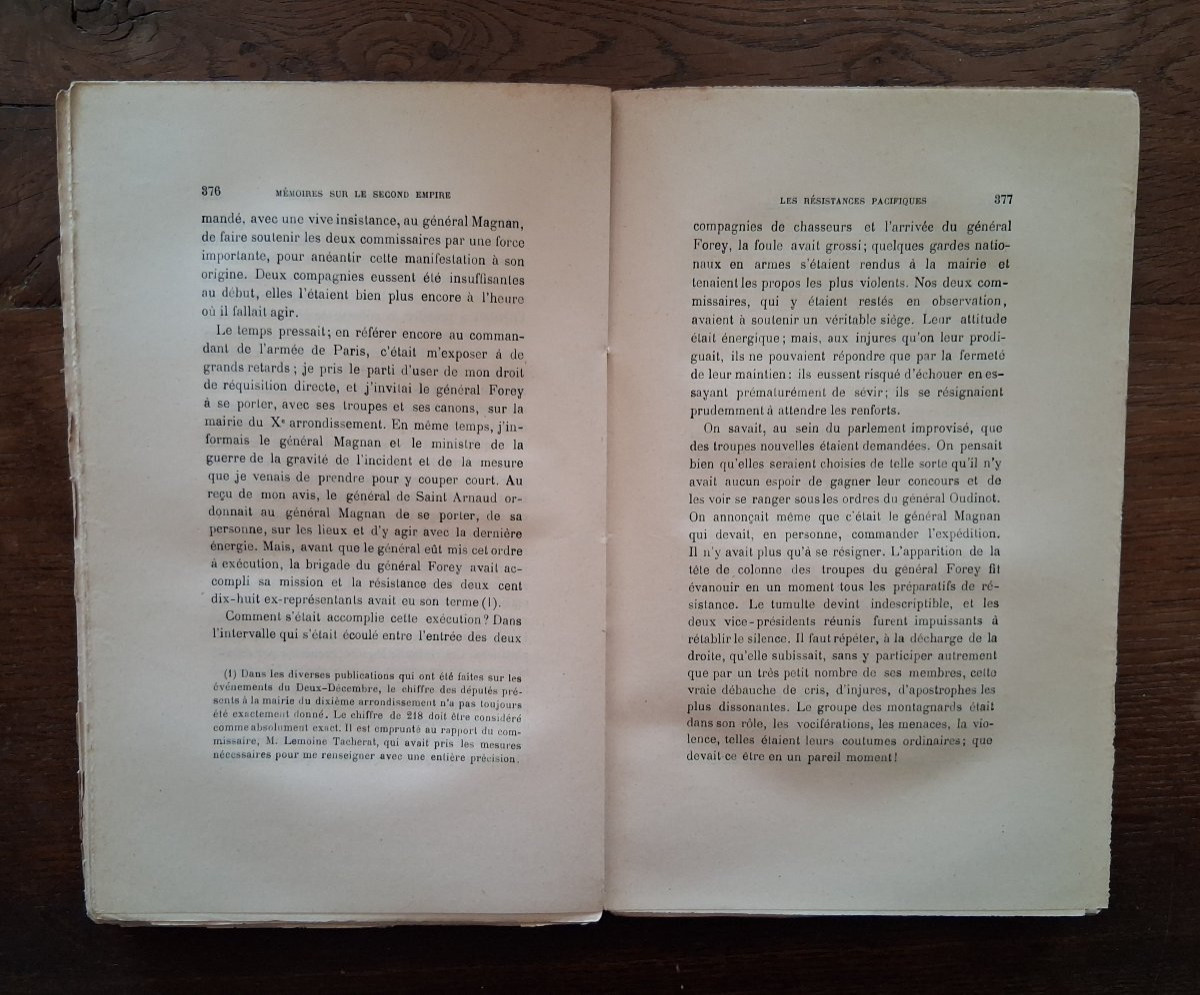 376 MÉMOIRES SUR LE SECOND EMPIRE
mandé, avec une vive insistance, au général Magnan,
de faire soutenir les deux commissaires par une force
importante, pour anéantir cette manifestation à son
origine. Deux compagnies eussent été insuffisantes
au début, elles l'étaient bien plus encore à l'heure
où il fallait agir.
Le temps pressait; en référer encore au comman-
dant de l'armée de Paris, c'était m'exposer à de
grands retards; je pris le parti d'user de mon droit
de réquisition directe, et j'invitai le général Forey
à se porter, avec ses troupes et ses canons, sur la
mairie du Xe arrondissement. En même temps, j'in-
formais le général Magnan et le ministre de la
guerre de la gravité de l'incident et de la mesure
que je venais de prendre pour y couper court. Au
reçu de mon avis, le général de Saint Arnaud or-
donnait au général Magnan de se porter, de sa
personne, sur les lieux et d'y agir avec la dernière
énergie. Mais, avant que le général eût mis cet ordre
à exécution, la brigade du général Forey avait ac-
compli sa mission et la résistance des deux cent
dix-huit ex-représentants avait eu son terme (1).
Comment s'était accomplie cette exécution? Dans
l'intervalle qui s'était écoulé entre l'entrée des deux
(1) Dans les diverses publications qui ont été faites sur les
événements du Deux-Décembre, le chiffre des députés pré-
sents à la mairie du dixième arrondissement n'a pas toujours
été exactement donné. Le chiffre de 218 doit être considéré
comme absolument exact. Il est emprunté au rapport du com-
missaire, M. Lemoine Tacherat, qui avait pris les mesures
nécessaires pour me renseigner avec une entière précision.
LES RÉSISTANCES PACIFIQUES 377
compagnies de chasseurs et l'arrivée du général
Forey, la foule avait grossi; quelques gardes natio-
naux en armes s'étaient rendus à la mairie et
tenaient les propos les plus violents. Nos deux com-
missaires, qui y étaient restés en observation,
avaient à soutenir un véritable siège. Leur attitude
était énergique; mais, aux injures qu'on leur prodi-
guait, ils ne pouvaient répondre que par la fermeté
de leur maintien: ils eussent risqué d'échouer en es-
sayant prématurément de sévir; ils se résignaient
prudemment à attendre les renforts.
On savait, au sein du parlement improvisé, que
des troupes nouvelles étaient demandées. On pensait
bien qu'elles seraient choisies de telle sorte qu'il n'y
avait aucun espoir de gagner leur concours et de
les voir se ranger sous les ordres du général Oudinot.
On annonçait même que c'était le général Magnan
qui devait, en personne, commander l'expédition.
Il n'y avait plus qu'à se résigner. L'apparition de la
tête de colonne des troupes du général Forey fit
évanouir en un moment tous les préparatifs de ré-
sistance. Le tumulte devint indescriptible, et les
deux vice-présidents réunis furent impuissants à
rétablir le silence. Il faut répéter, à la décharge de la
droite, qu'elle subissait, sans y participer autrement
que par un très petit nombre de ses membres, cette
vraie débauche de cris, d'injures, d'apostrophes les
plus dissonantes. Le groupe des montagnards était
dans son rôle, les vociférations, les menaces, la vio-
lence, telles étaient leurs coutumes ordinaires; que
devait-ce être en un pareil moment!